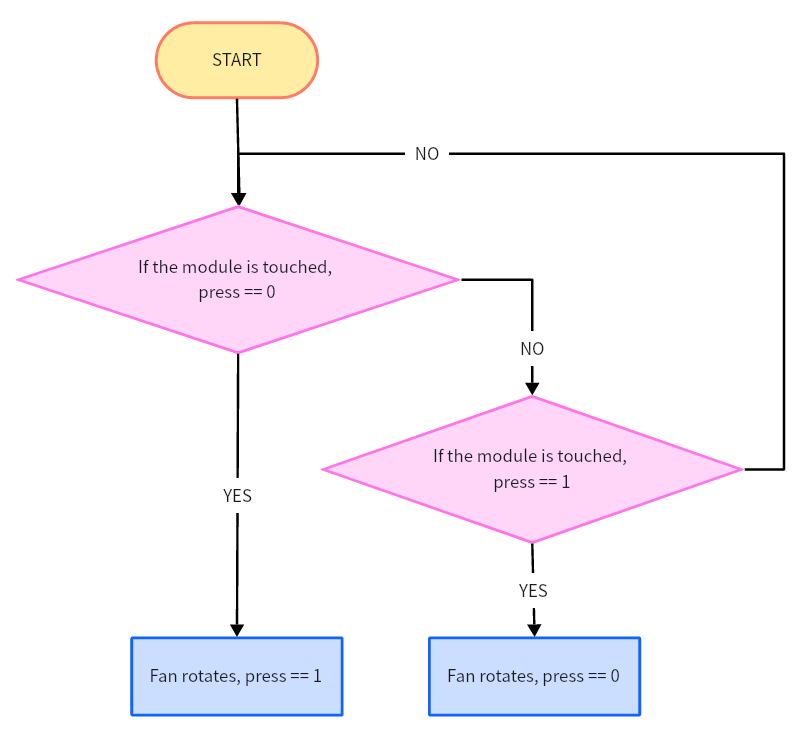 START
NO
If the module is touched,
press == 0
NO
If the module is touched,
press == 1
YES
YES
Fan rotates, press == 1
Fan rotates, press == 0